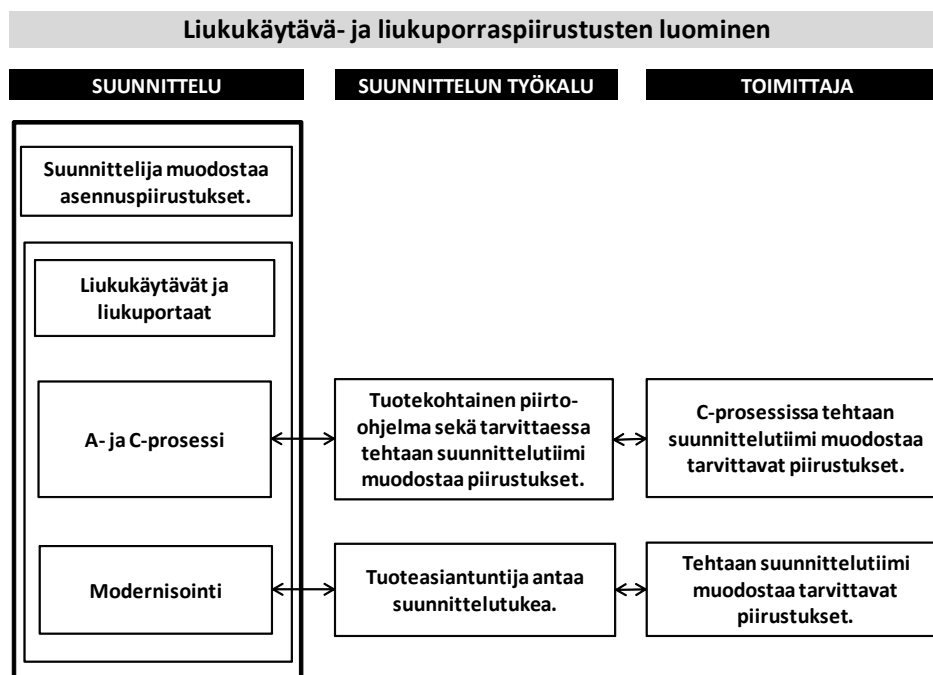 Liukukäytävä- ja liukuporraspiirustusten luominen
SUUNNITTELU
SUUNNITTELUN TYÖKALU
TOIMITTAJA
Suunnittelija muodostaa
asennuspiirustukset.
Liukukäytävät ja
liukuportaat
A- ja C-prosessi
Tuotekohtainen piirto-
ohjelma sekä tarvittaessa
tehtaan suunnittelutiimi
muodostaa piirustukset.
C-prosessissa tehtaan
suunnittelutiimi muodostaa
tarvittavat piirustukset.
Modernisointi
Tuoteasiantuntija antaa
suunnittelutukea.
Tehtaan suunnittelutiimi
muodostaa tarvittavat
piirustukset.